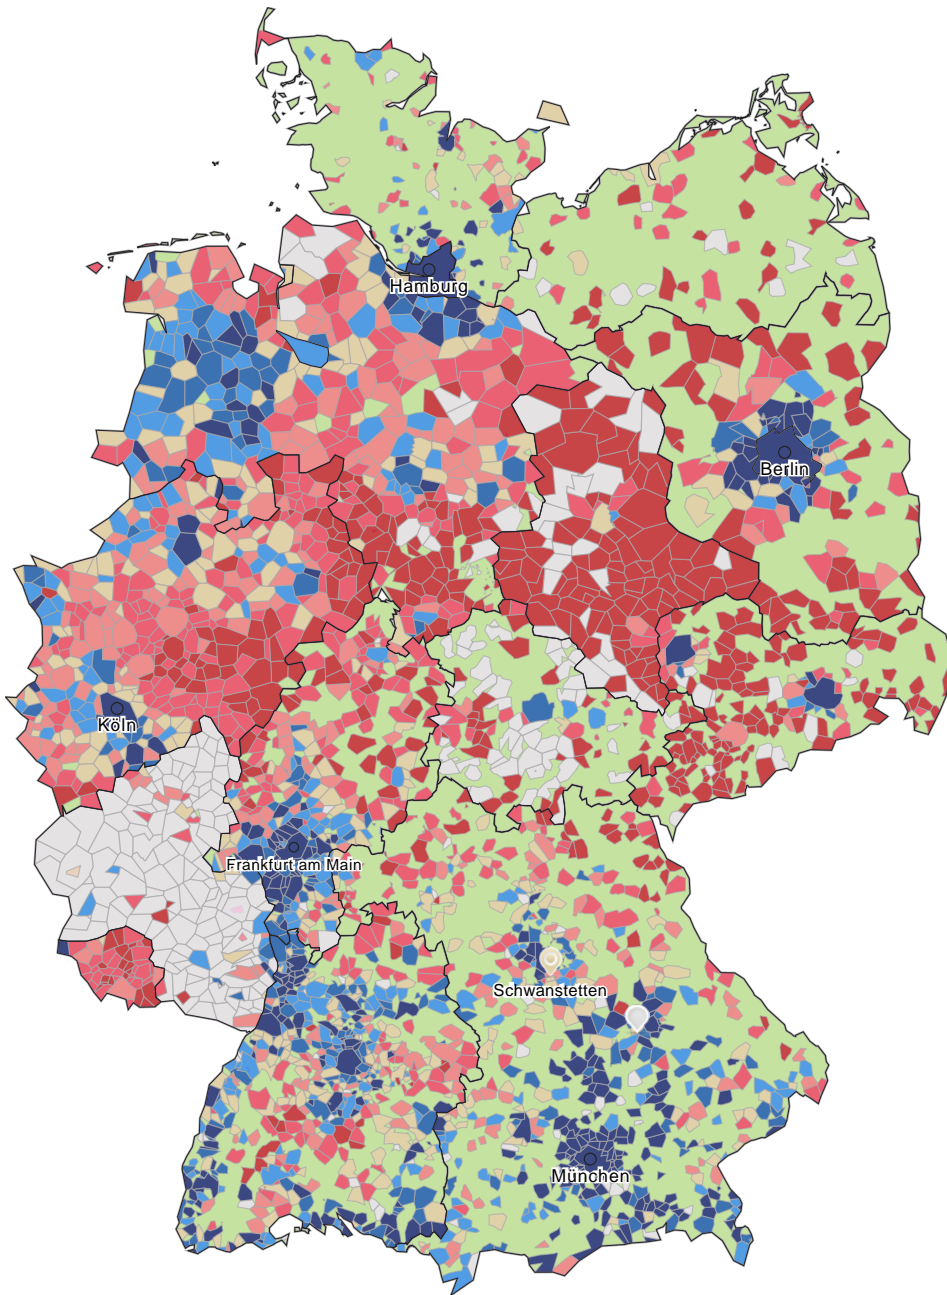 Hamburg
Berlin
Köln
Frankfurt am Main
Schwanstetten
München